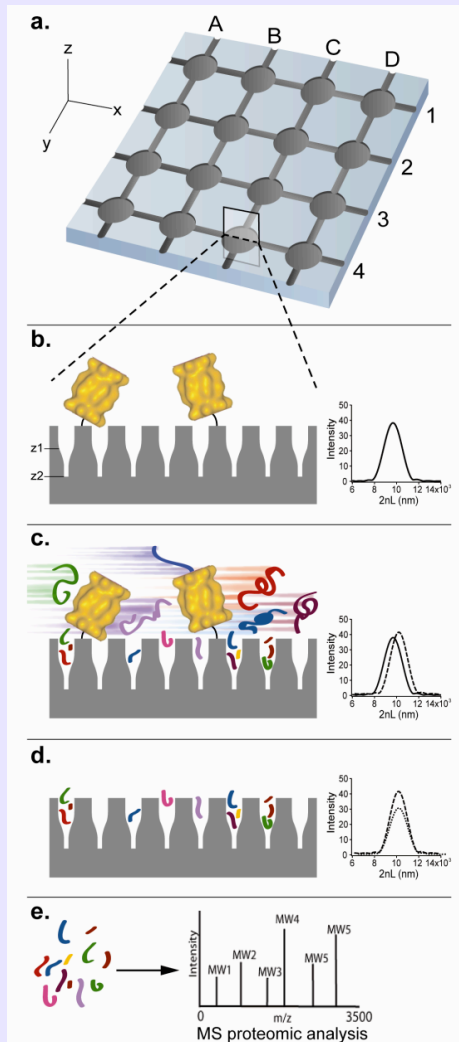 a.
A B C D
z
x
y
1
2
3
4
b.
z1
z2
Intensity
50
40
30
20
10
0
6 8 10 12 14x10³
2nL (nm)
c.
Intensity
50
40
30
20
10
0
6 8 10 12 14x10³
2nL (nm)
d.
Intensity
50
40
30
20
10
0
6 8 10 12 14x10³
2nL (nm)
e.
Intensity
MW1
MW2
MW3
MW4
MW5
MW5
0 m/z 3500
MS proteomic analysis